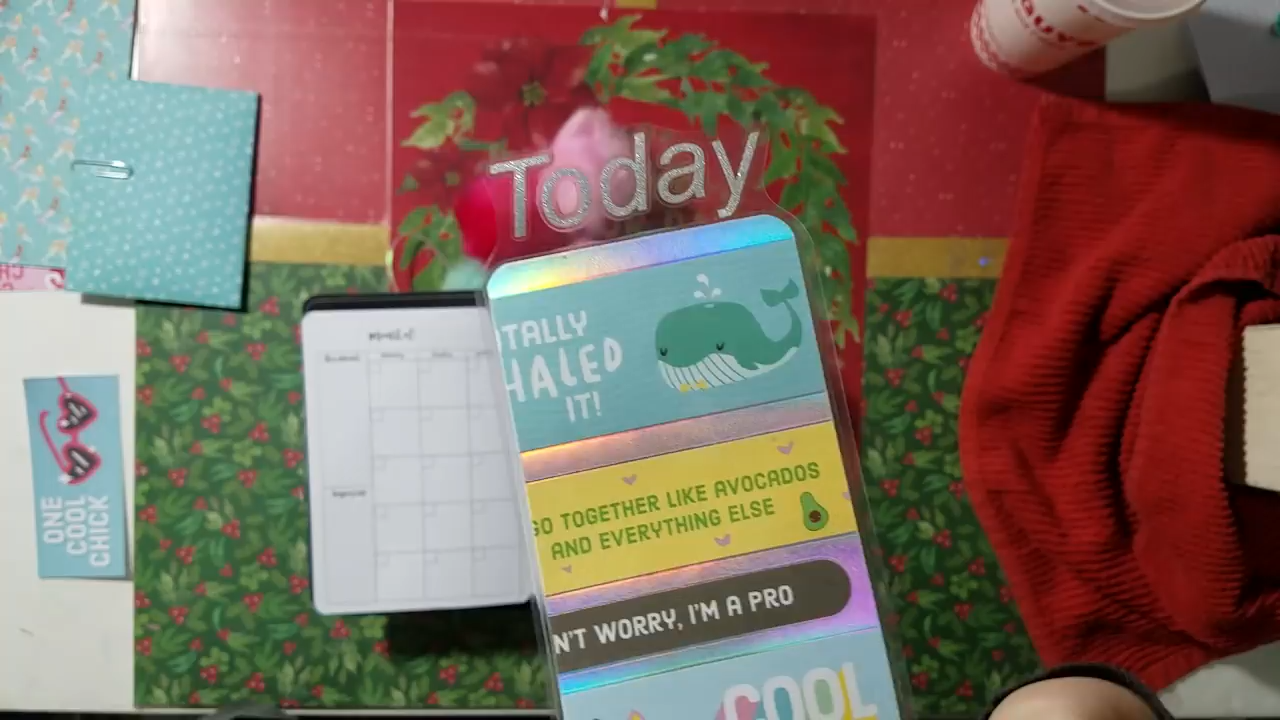 Today
TALLY
HALED
IT!
GO TOGETHER LIKE AVOCADOS
AND EVERYTHING ELSE
N'T WORRY, I'M A PRO
COOL
ONE
COOL
CHICK